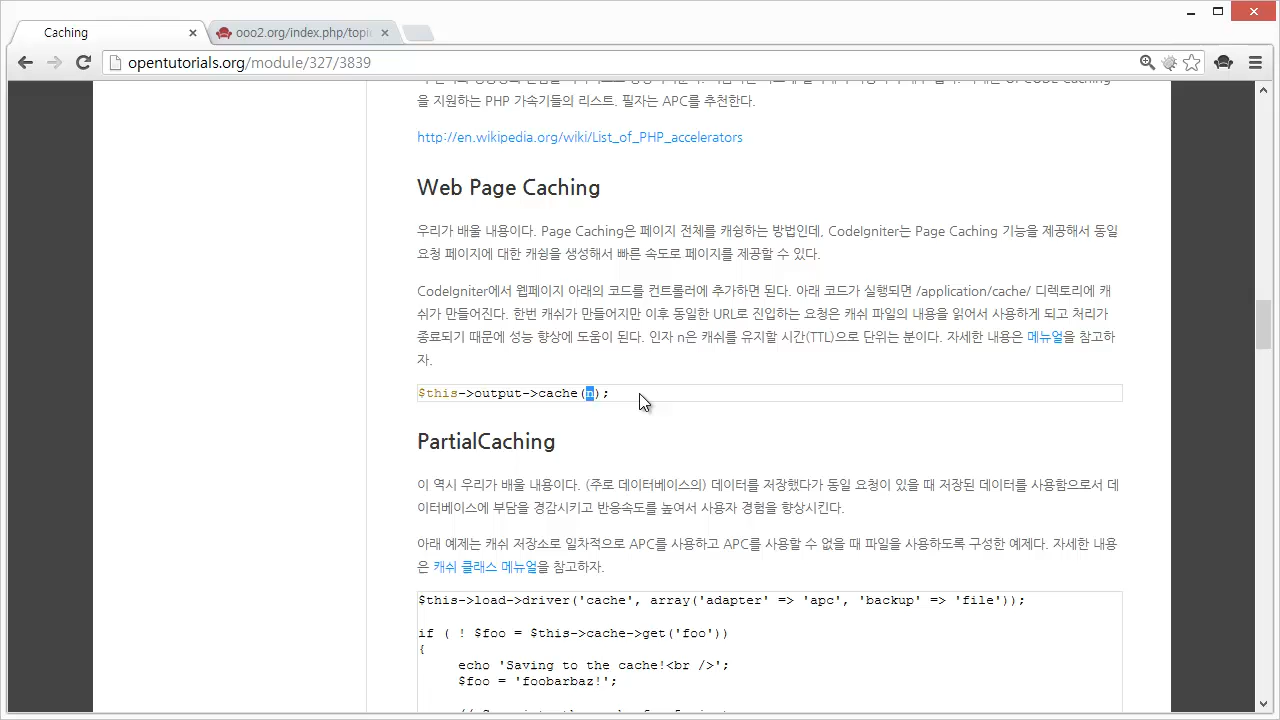 Caching
ooo2.org/index.php/topi
opentutorials.org/module/327/3839
을 지원하는 PHP 가속기들의 리스트. 필자는 APC를 추천한다.
http://en.wikipedia.org/wiki/List_of_PHP_accelerators
Web Page Caching
우리가 배울 내용이다. Page Caching은 페이지 전체를 캐슁하는 방법인데, CodeIgniter는 Page Caching 기능을 제공해서 동일
요청 페이지에 대한 캐슁을 생성해서 빠른 속도로 페이지를 제공할 수 있다.
CodeIgniter에서 웹페이지 아래의 코드를 컨트롤러에 추가하면 된다. 아래 코드가 실행되면 /application/cache/ 디렉토리에 캐
쉬가 만들어진다. 한번 캐쉬가 만들어지만 이후 동일한 URL로 진입하는 요청은 캐쉬 파일의 내용을 읽어서 사용하게 되고 처리가
종료되기 때문에 성능 향상에 도움이 된다. 인자 n은 캐쉬를 유지할 시간(TTL)으로 단위는 분이다. 자세한 내용은 메뉴얼을 참고하
자.
$this->output->cache(n);
PartialCaching
이 역시 우리가 배울 내용이다. (주로 데이터베이스의) 데이터를 저장했다가 동일 요청이 있을 때 저장된 데이터를 사용함으로서 데
이터베이스에 부담을 경감시키고 반응속도를 높여서 사용자 경험을 향상시킨다.
아래 예제는 캐쉬 저장소로 일차적으로 APC를 사용하고 APC를 사용할 수 없을 때 파일을 사용하도록 구성한 예제다. 자세한 내용
은 캐쉬 클래스 메뉴얼을 참고하자.
$this->load->driver('cache', array('adapter' => 'apc', 'backup' => 'file'));
if ( ! $foo = $this->cache->get('foo'))
{
echo 'Saving to the cache!<br />';
$foo = 'foobarbaz!';